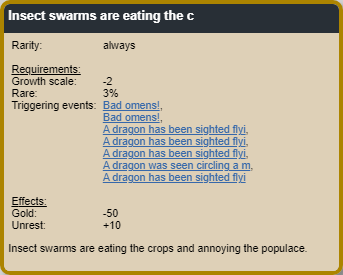 Insect swarms are eating the c
Rarity: always
Requirements:
Growth scale: -2
Rare: 3%
Triggering events: Bad omens!,
Bad omens!,
A dragon has been sighted flyi,
A dragon has been sighted flyi,
A dragon has been sighted flyi,
A dragon was seen circling a m,
A dragon has been sighted flyi
Effects:
Gold: -50
Unrest: +10
Insect swarms are eating the crops and annoying the populace.